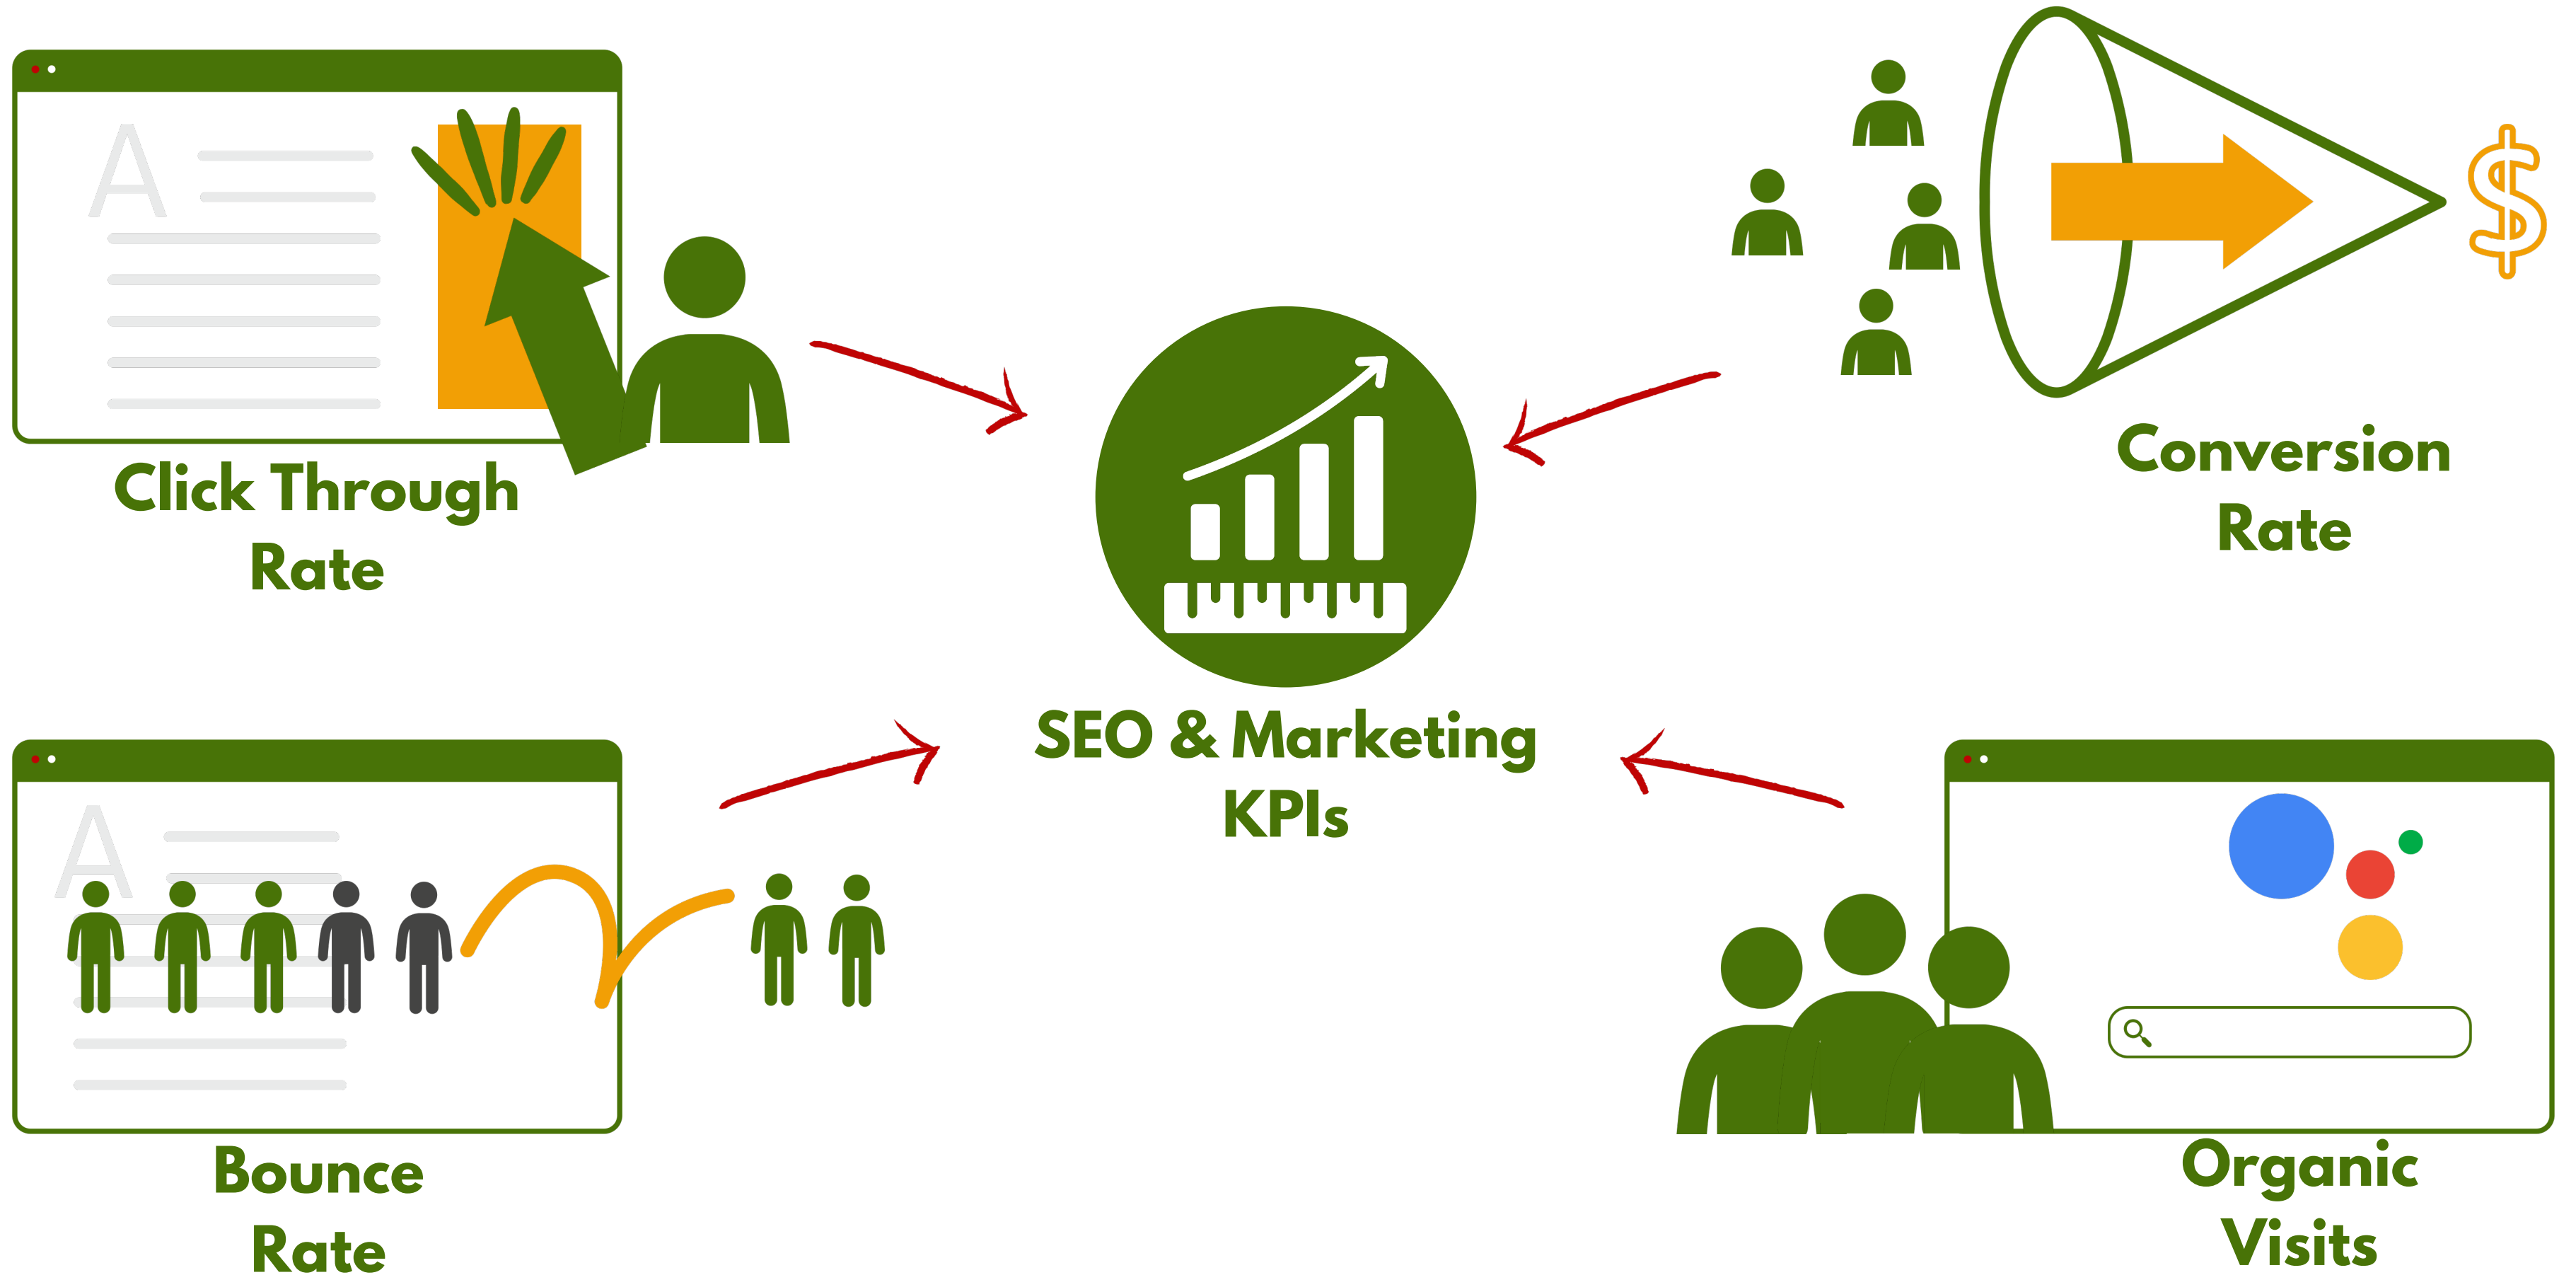 A
Click Through
Rate
Conversion
Rate
$
SEO & Marketing
KPIs
A
Bounce
Rate
Organic
Visits